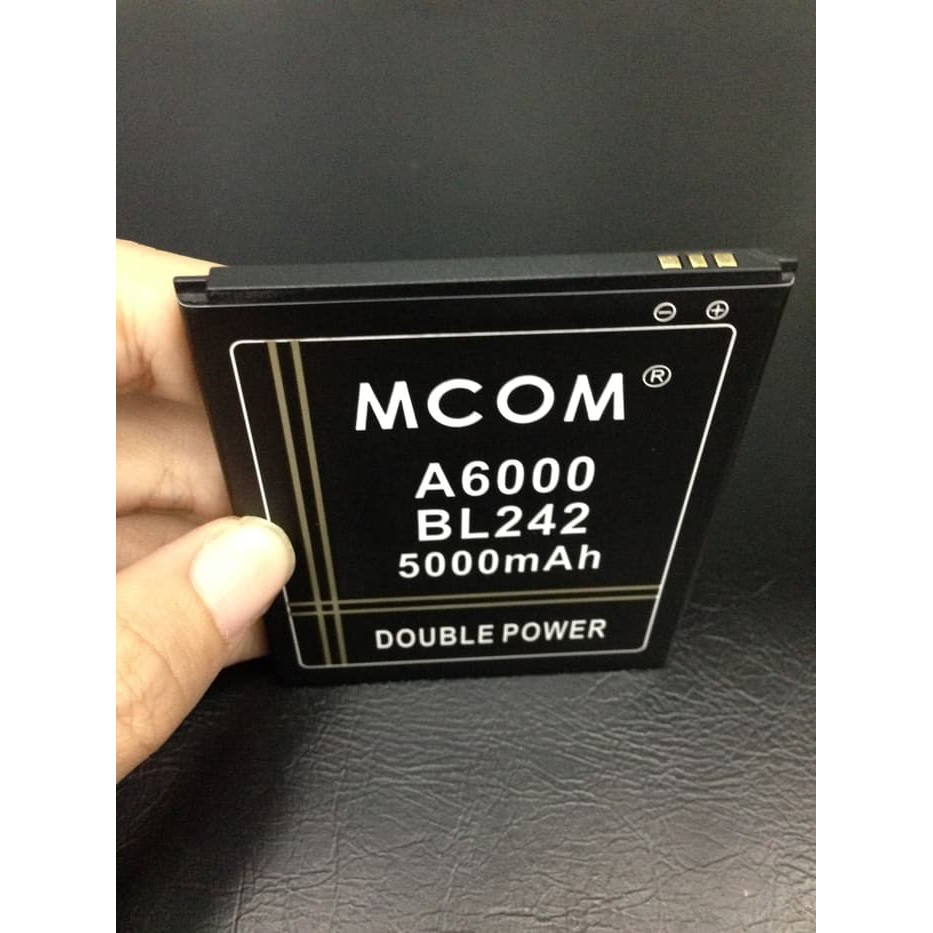 ⊖ ⊕
MCOM®
A6000
BL242
5000mAh
DOUBLE POWER